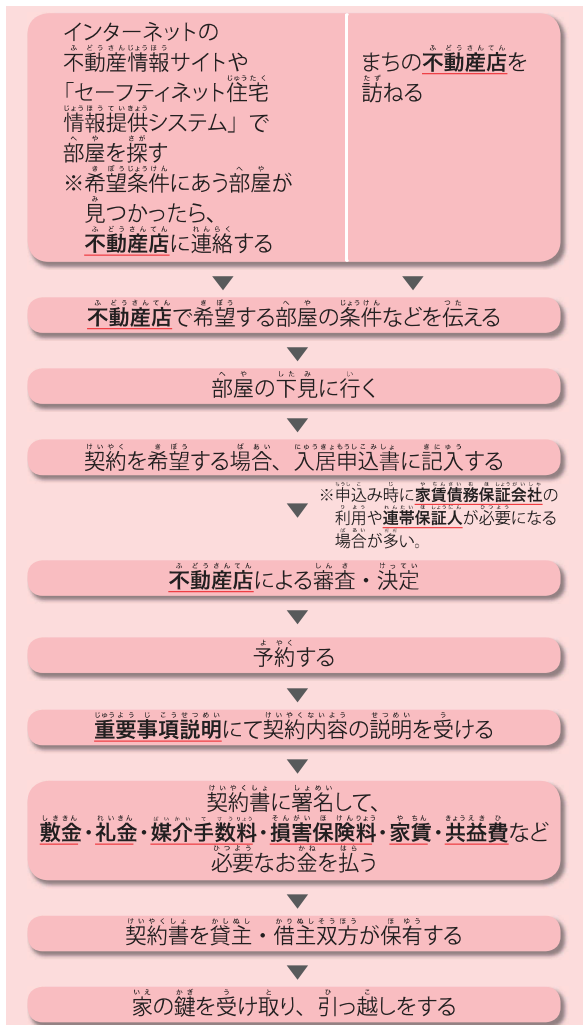 インターネットの
不動産情報サイトや
「セーフティネット住宅
情報提供システム」で
部屋を探す
※希望条件にあう部屋が
見つかったら、
不動産店に連絡する
まちの不動産店を
訪ねる
不動産店で希望する部屋の条件などを伝える
部屋の下見に行く
契約を希望する場合、入居申込書に記入する
※申込み時に家賃債務保証会社の
利用や連帯保証人が必要になる
場合が多い。
不動産店による審査・決定
予約する
重要事項説明にて契約内容の説明を受ける
契約書に署名して、
敷金・礼金・媒介手数料・損害保険料・家賃・共益費など
必要なお金を払う
契約書を貸主・借主双方が保有する
家の鍵を受け取り、引っ越しをする